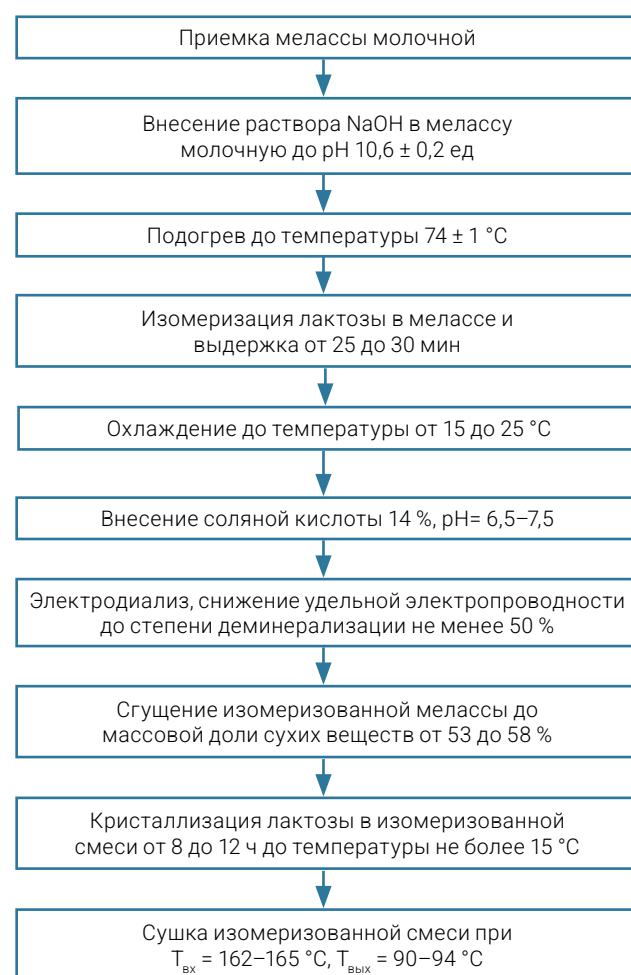 Приемка мелассы молочной
Внесение раствора NaOH в мелассу
молочную до pH 10,6 ± 0,2 ед
Подогрев до температуры 74 ± 1 °C
Изомеризация лактозы в мелассе и
выдержка от 25 до 30 мин
Охлаждение до температуры от 15 до 25 °C
Внесение соляной кислоты 14 %, pH= 6,5–7,5
Электродиализ, снижение удельной электропроводности
до степени деминерализации не менее 50 %
Сгущение изомеризованной мелассы до
массовой доли сухих веществ от 53 до 58 %
Кристаллизация лактозы в изомеризованной
смеси от 8 до 12 ч до температуры не более 15 °C
Сушка изомеризованной смеси при
Tвх = 162–165 °C, Tвых = 90–94 °C